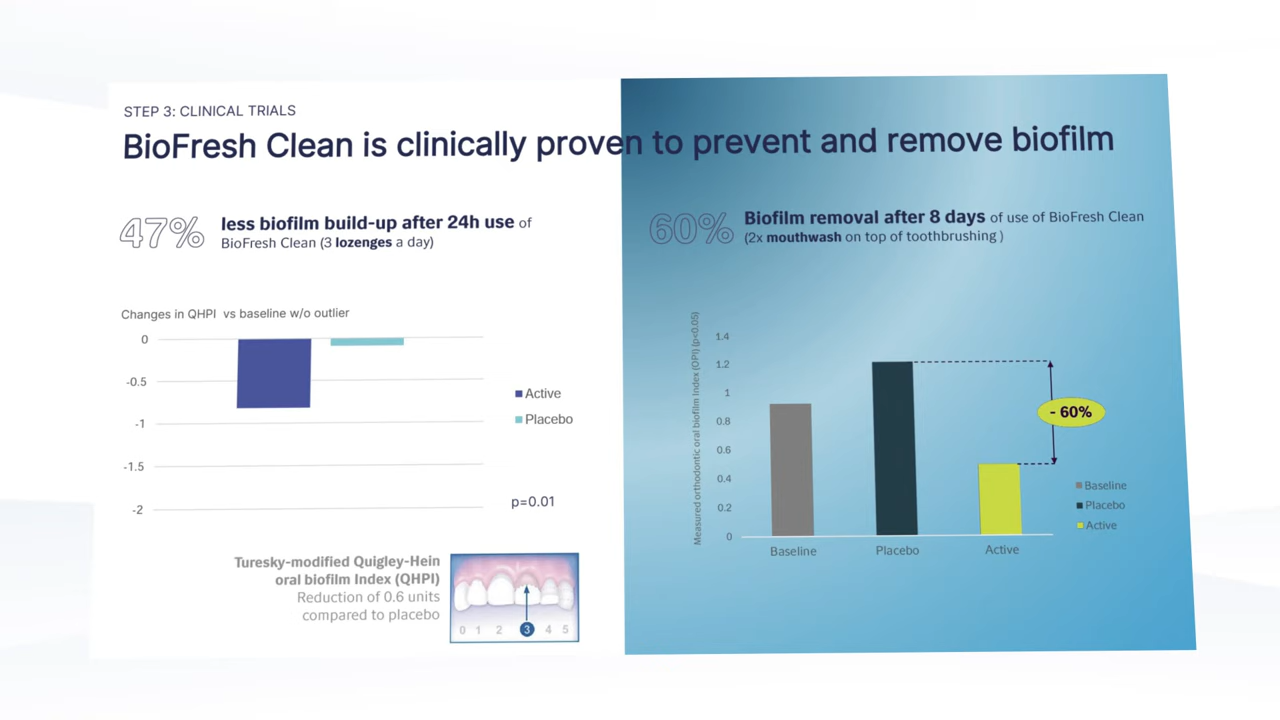 STEP 3: CLINICAL TRIALS
BioFresh Clean is clinically proven to prevent and remove biofilm
47%
less biofilm build-up after 24h use of
BioFresh Clean (3 lozenges a day)
60%
Biofilm removal after 8 days of use of BioFresh Clean
(2x mouthwash on top of toothbrushing )
Changes in QHPI vs baseline w/o outlier
0
-0.5
-1
-1.5
-2
Active
Placebo
p=0.01
Turesky-modified Quigley-Hein
oral biofilm Index (QHPI)
Reduction of 0.6 units
compared to placebo
0 1 2 3 4 5
Measured orthodontic oral biofilm Index (OPI) (p<0.05)
1.4
1.2
1
0.8
0.6
0.4
0.2
0
Baseline
Placebo
Active
- 60%
Baseline
Placebo
Active